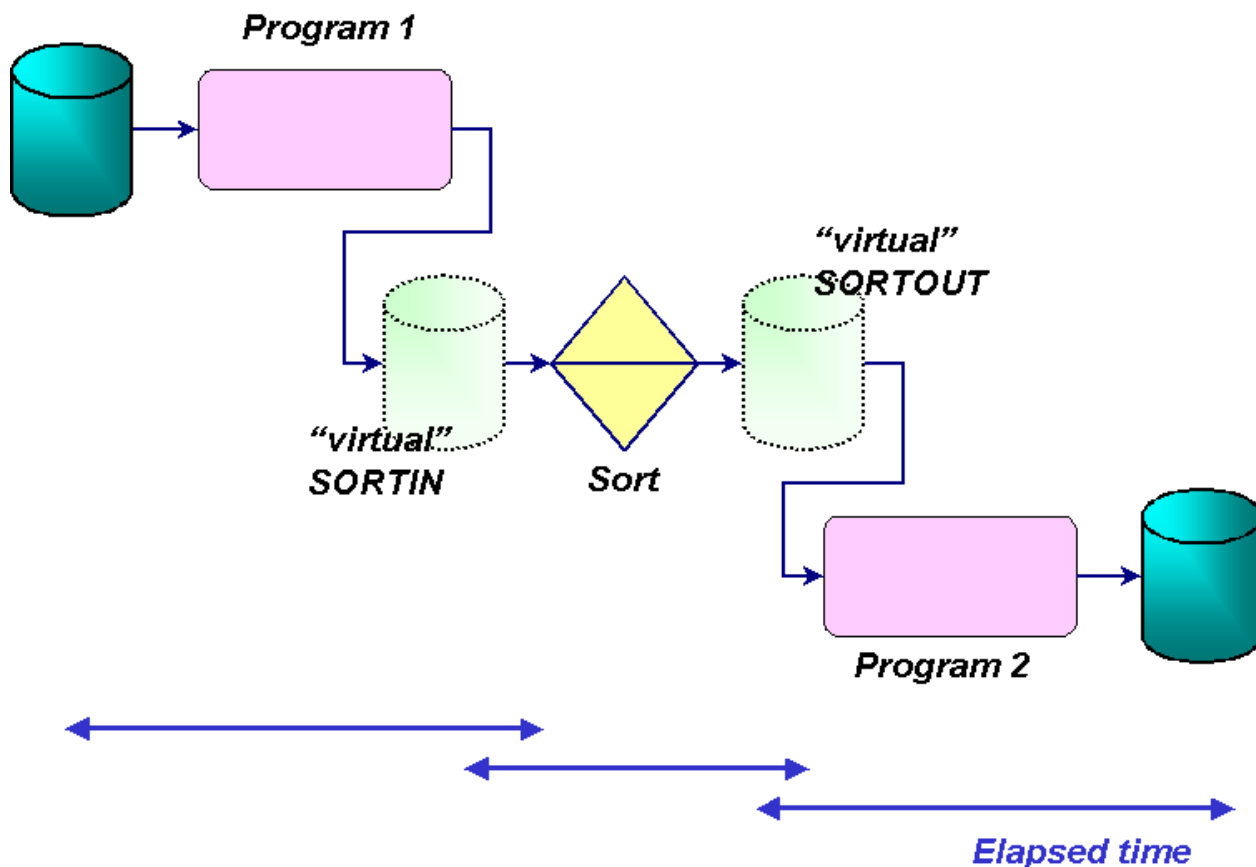 Program 1
“virtual”
SORTOUT
“virtual”
SORTIN
Sort
Program 2
Elapsed time